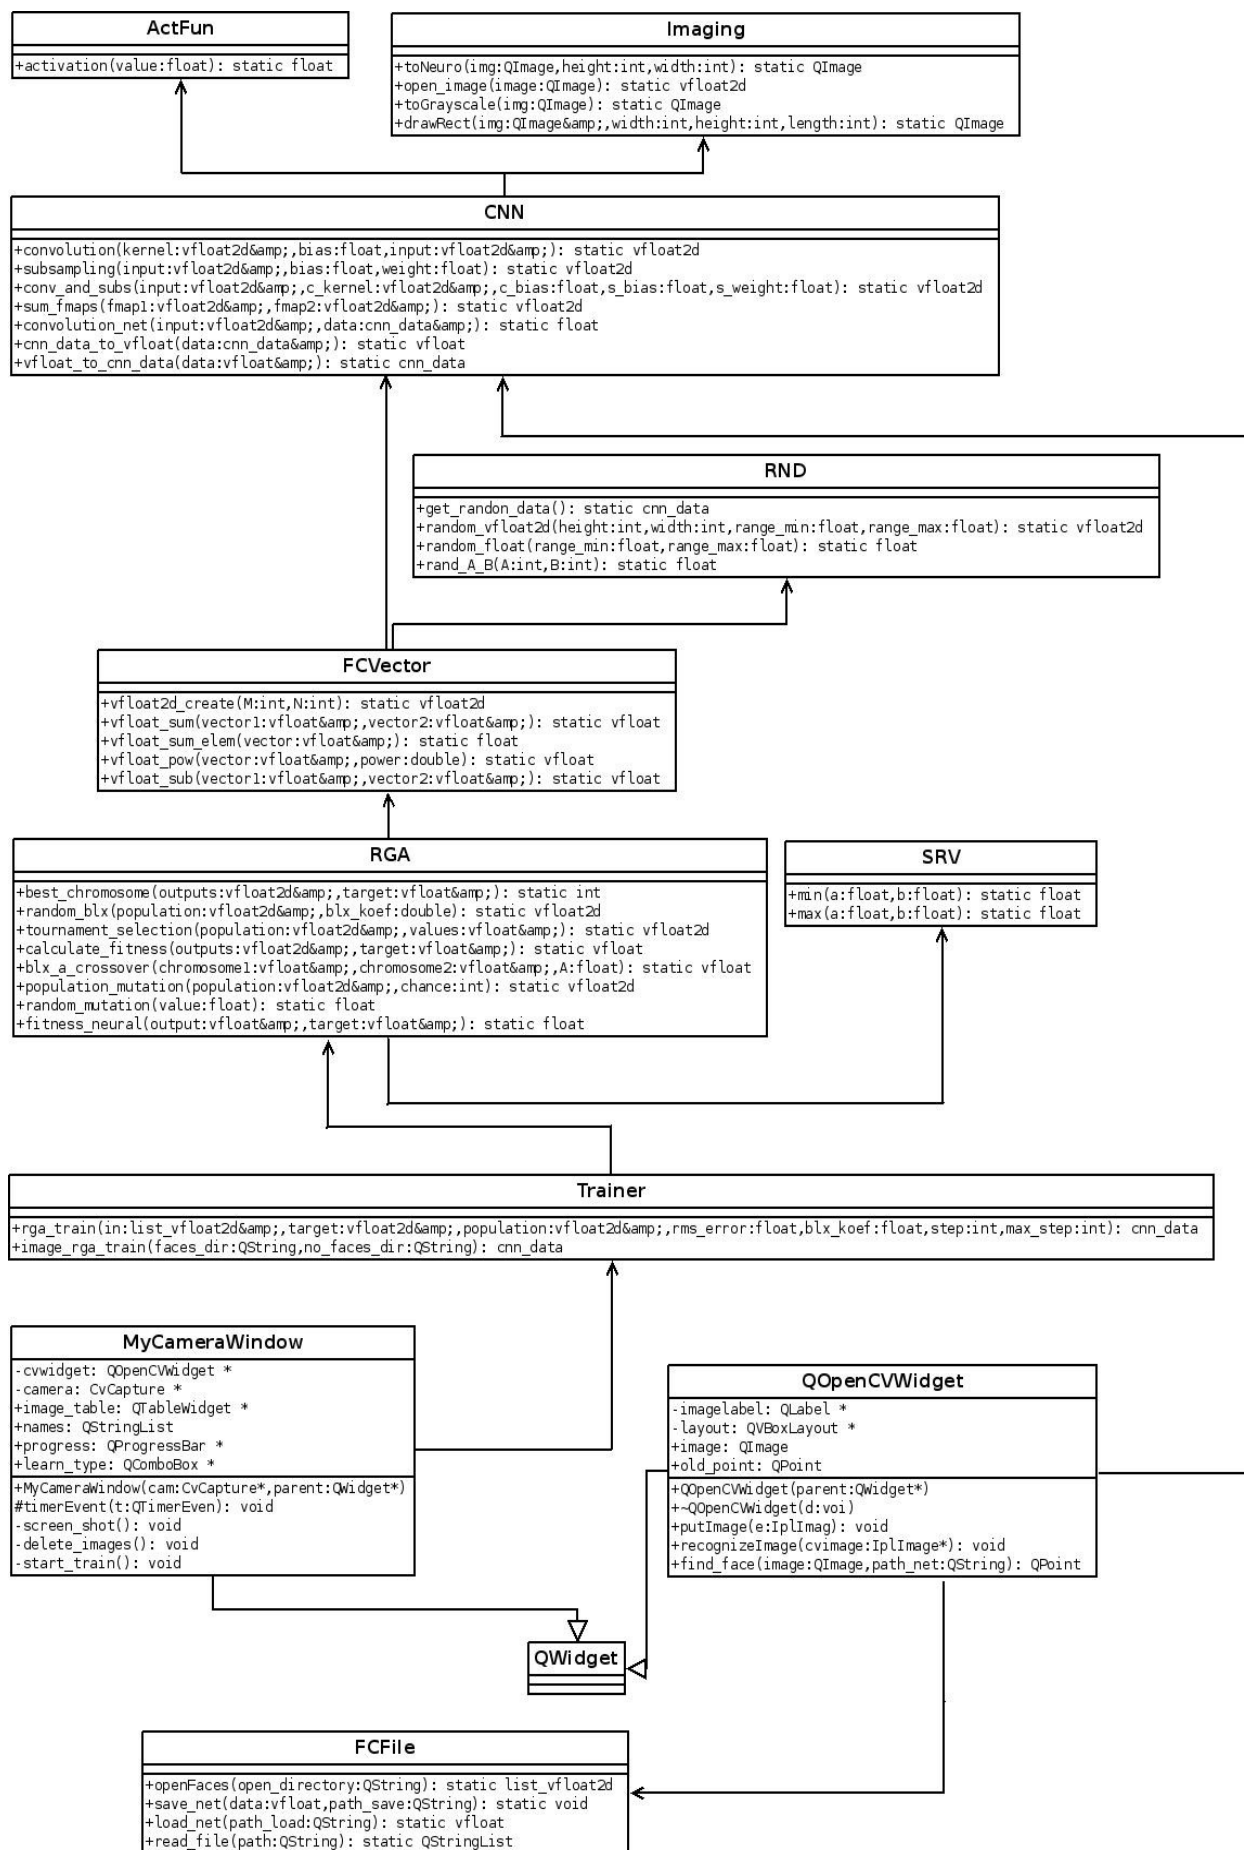 ActFun
+activation(value:float): static float
Imaging
+toNeuro(img:QImage,height:int,width:int): static QImage
+open_image(image:QImage): static vfloat2d
+toGrayscale(img:QImage): static QImage
+drawRect(img:QImage&amp;,width:int,height:int,length:int): static QImage
CNN
+convolution(kernel:vfloat2d&amp;,bias:float,input:vfloat2d&amp;): static vfloat2d
+subsampling(input:vfloat2d&amp;,bias:float,weight:float): static vfloat2d
+conv_and_subs(input:vfloat2d&amp;,c_kernel:vfloat2d&amp;,c_bias:float,s_bias:float,s_weight:float): static vfloat2d
+sum_fmaps(fmap1:vfloat2d&amp;,fmap2:vfloat2d&amp;): static vfloat2d
+convolution_net(input:vfloat2d&amp;,data:cnn_data&amp;): static float
+cnn_data_to_vfloat(data:cnn_data&amp;): static vfloat
+vfloat_to_cnn_data(data:vfloat&amp;): static cnn_data
RND
+get_randon_data(): static cnn_data
+random_vfloat2d(height:int,width:int,range_min:float,range_max:float): static vfloat2d
+random_float(range_min:float,range_max:float): static float
+rand_A_B(A:int,B:int): static float
FCVector
+vfloat2d_create(M:int,N:int): static vfloat2d
+vfloat_sum(vector1:vfloat&amp;,vector2:vfloat&amp;): static vfloat
+vfloat_sum_elem(vector:vfloat&amp;): static float
+vfloat_pow(vector:vfloat&amp;,power:double): static vfloat
+vfloat_sub(vector1:vfloat&amp;,vector2:vfloat&amp;): static vfloat
RGA
+best_chromosome(outputs:vfloat2d&amp;,target:vfloat&amp;): static int
+random_blx(population:vfloat2d&amp;,blx_koef:double): static vfloat2d
+tournament_selection(population:vfloat2d&amp;,values:vfloat&amp;): static vfloat2d
+calculate_fitness(outputs:vfloat2d&amp;,target:vfloat&amp;): static vfloat
+blx_a_crossover(chromosome1:vfloat&amp;,chromosome2:vfloat&amp;,A:float): static vfloat
+population_mutation(population:vfloat2d&amp;,chance:int): static vfloat2d
+random_mutation(value:float): static float
+fitness_neural(output:vfloat&amp;,target:vfloat&amp;): static float
SRV
+min(a:float,b:float): static float
+max(a:float,b:float): static float
Trainer
+rga_train(in:list_vfloat2d&amp;,target:vfloat2d&amp;,population:vfloat2d&amp;,rms_error:float,blx_koef:float,step:int,max_step:int): cnn_data
+image_rga_train(faces_dir:QString,no_faces_dir:QString): cnn_data
MyCameraWindow
-cvwidget: QOpenCVWidget *
-camera: CvCapture *
+image_table: QTableWidget *
+names: QStringList
+progress: QProgressBar *
+learn_type: QComboBox *
+MyCameraWindow(cam:CvCapture*,parent:QWidget*)
#timerEvent(t:QTimerEven): void
-screen_shot(): void
-delete_images(): void
-start_train(): void
QOpenCVWidget
-imagelabel: QLabel *
-layout: QVBoxLayout *
+image: QImage
+old_point: QPoint
+QOpenCVWidget(parent:QWidget*)
+~QOpenCVWidget(d:voi)
+putImage(e:IplImag): void
+recognizeImage(cvimage:IplImage*): void
+find_face(image:QImage,path_net:QString): QPoint
QWidget
FCFile
+openFaces(open_directory:QString): static list_vfloat2d
+save_net(data:vfloat,path_save:QString): static void
+load_net(path_load:QString): static vfloat
+read_file(path:QString): static QStringList